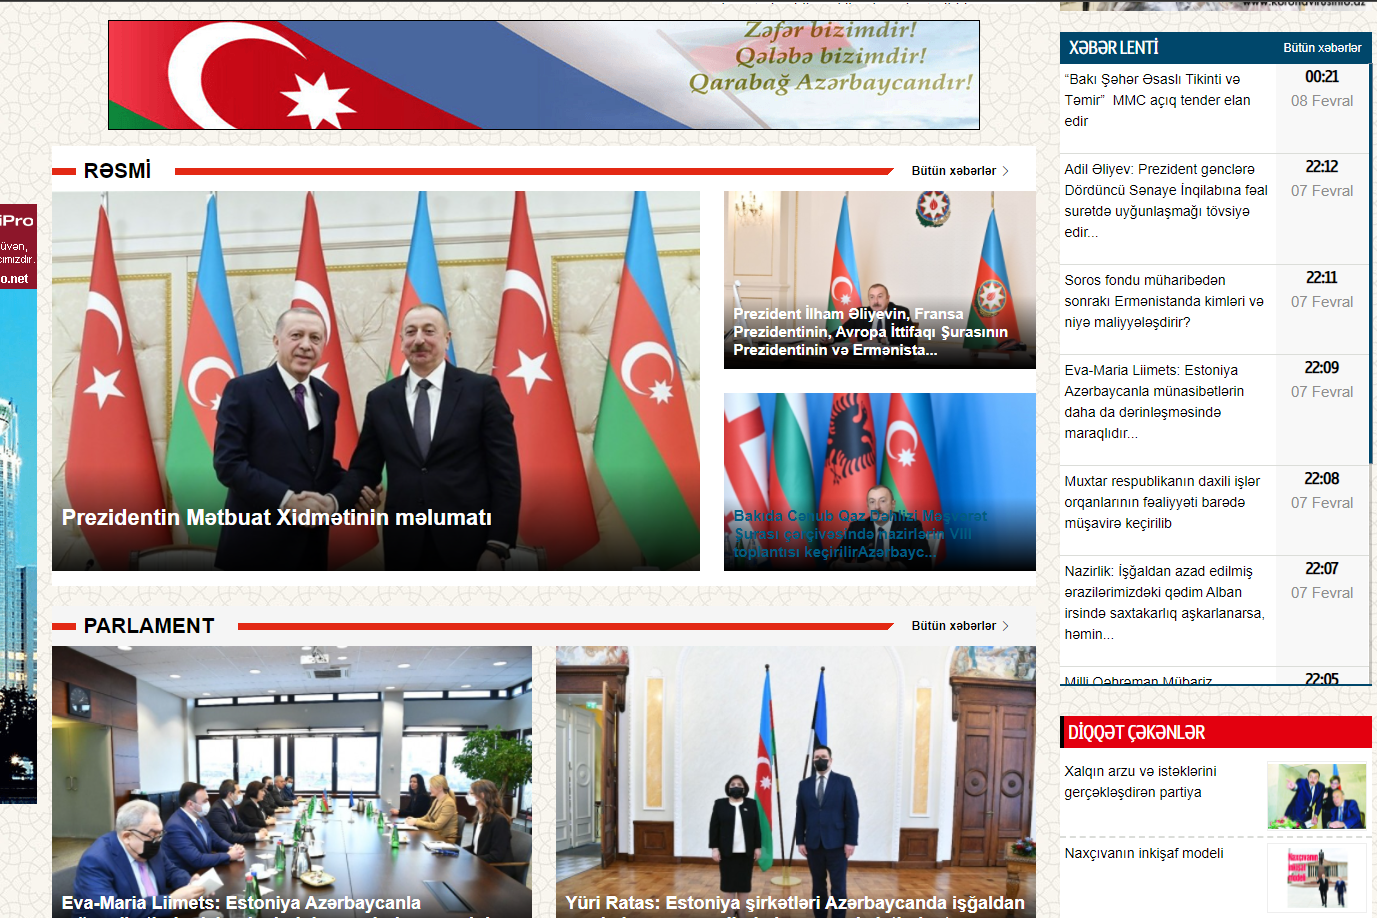 www.koronavirusinfo.az
Zəfər bizimdir!
Qələbə bizimdir!
Qarabağ Azərbaycandır!
iPro
üvən,
o.net
RƏSMİ
Bütün xəbərlər
Prezidentin Mətbuat Xidmətinin məlumatı
Prezident İlham Əliyevin, Fransa
Prezidentinin, Avropa İttifaqı Şurasının
Prezidentinin və Ermənista...
Bakıda Cənub Qaz Dəhlizi Məşvərət
Şurası çərçivəsində nazirlərin VIII
toplantısı keçirilirAzərbayc...
PARLAMENT
Bütün xəbərlər
Eva-Maria Liimets: Estoniya Azərbaycanla
Yüri Ratas: Estoniya şirkətləri Azərbaycanda işğaldan
XƏBƏR LENTİ
Bütün xəbərlər
“Bakı Şəhər Əsaslı Tikinti və
Təmir” MMC açıq tender elan
edir
00:21
08 Fevral
Adil Əliyev: Prezident gənclərə
Dördüncü Sənaye İnqilabına fəal
surətdə uyğunlaşmağı tövsiyə
edir...
22:12
07 Fevral
Soros fondu müharibədən
sonrakı Ermənistanda kimləri və
niyə maliyyələşdirir?
22:11
07 Fevral
Eva-Maria Liimets: Estoniya
Azərbaycanla münasibətlərin
daha da dərinləşməsində
maraqlıdır...
22:09
07 Fevral
Muxtar respublikanın daxili işlər
orqanlarının fəaliyyəti barədə
müşavirə keçirilib
22:08
07 Fevral
Nazirlik: İşğaldan azad edilmiş
ərazilərimizdəki qədim Alban
irsində saxtakarlıq aşkarlanarsa,
həmin...
22:07
07 Fevral
Milli Qəhrəman Mübariz
22:05
DİQQƏT ÇƏKƏNLƏR
Xalqın arzu və istəklərini
gerçəkləşdirən partiya
Naxçıvanın inkişaf modeli
Naxçıvanın
inkişaf
modeli